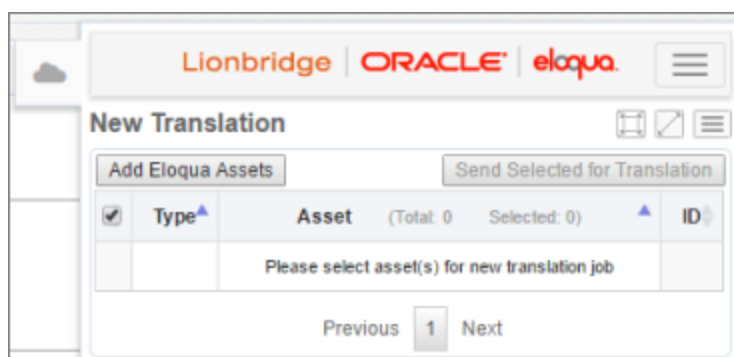 Lionbridge | ORACLE | eloqua.
New Translation
Add Eloqua Assets Send Selected for Translation
Type Asset (Total: 0 Selected: 0) ID
Please select asset(s) for new translation job
Previous 1 Next